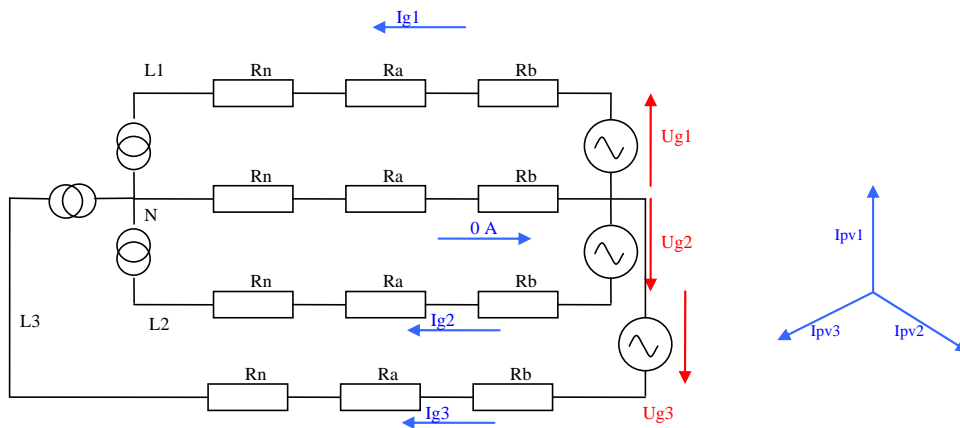 Ig1
L1
Rn Ra Rb
Ug1
Rn Ra Rb
N
0 A
Ug2
Ipv1
Rn Ra Rb
L3
L2
Ig2
Ipv3 Ipv2
Rn Ra Rb
Ig3
Ug3